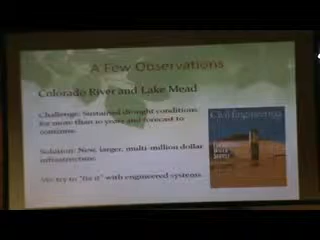 A Few Observations
Colorado River and Lake Mead
Challenge: Sustained drought conditions
for more than 10 years and forecast to
continue.
Solution: New, larger, multi-million dollar
infrastructure.
We try to "fix it" with engineered systems
Civil Engineering